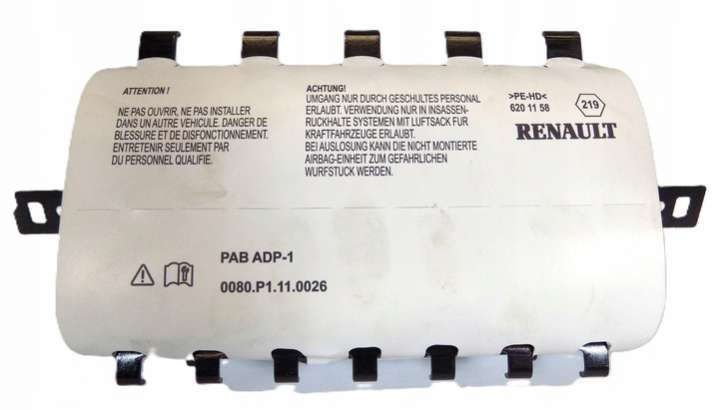 ATTENTION !
NE PAS OUVRIR, NE PAS INSTALLER
DANS UN AUTRE VÉHICULE. DANGER DE
BLESSURE ET DE DISFONCTIONEMENT.
ENTRETENIR SEULEMENT PAR
DU PERSONNEL QUALIFIE.
ACHTUNG!
UMGANG NUR DURCH GESCHULTES PERSONAL
ERLAUBT. VERWENDUNG NUR IN INSASSEN-
RUCKHALTE SYSTEMEN MIT LUFTSACK FUR
KRAFTFAHRZEUGE ERLAUBT.
BEI AUSLOSUNG KANN DIE NICHT MONTIERTE
AIRBAG-EINHEIT ZUM GEFAHRLICHEN
WURFSTUCK WERDEN.
>PE-HD<
620 11 58
219
RENAULT
PAB ADP-1
0080.P1.11.0026